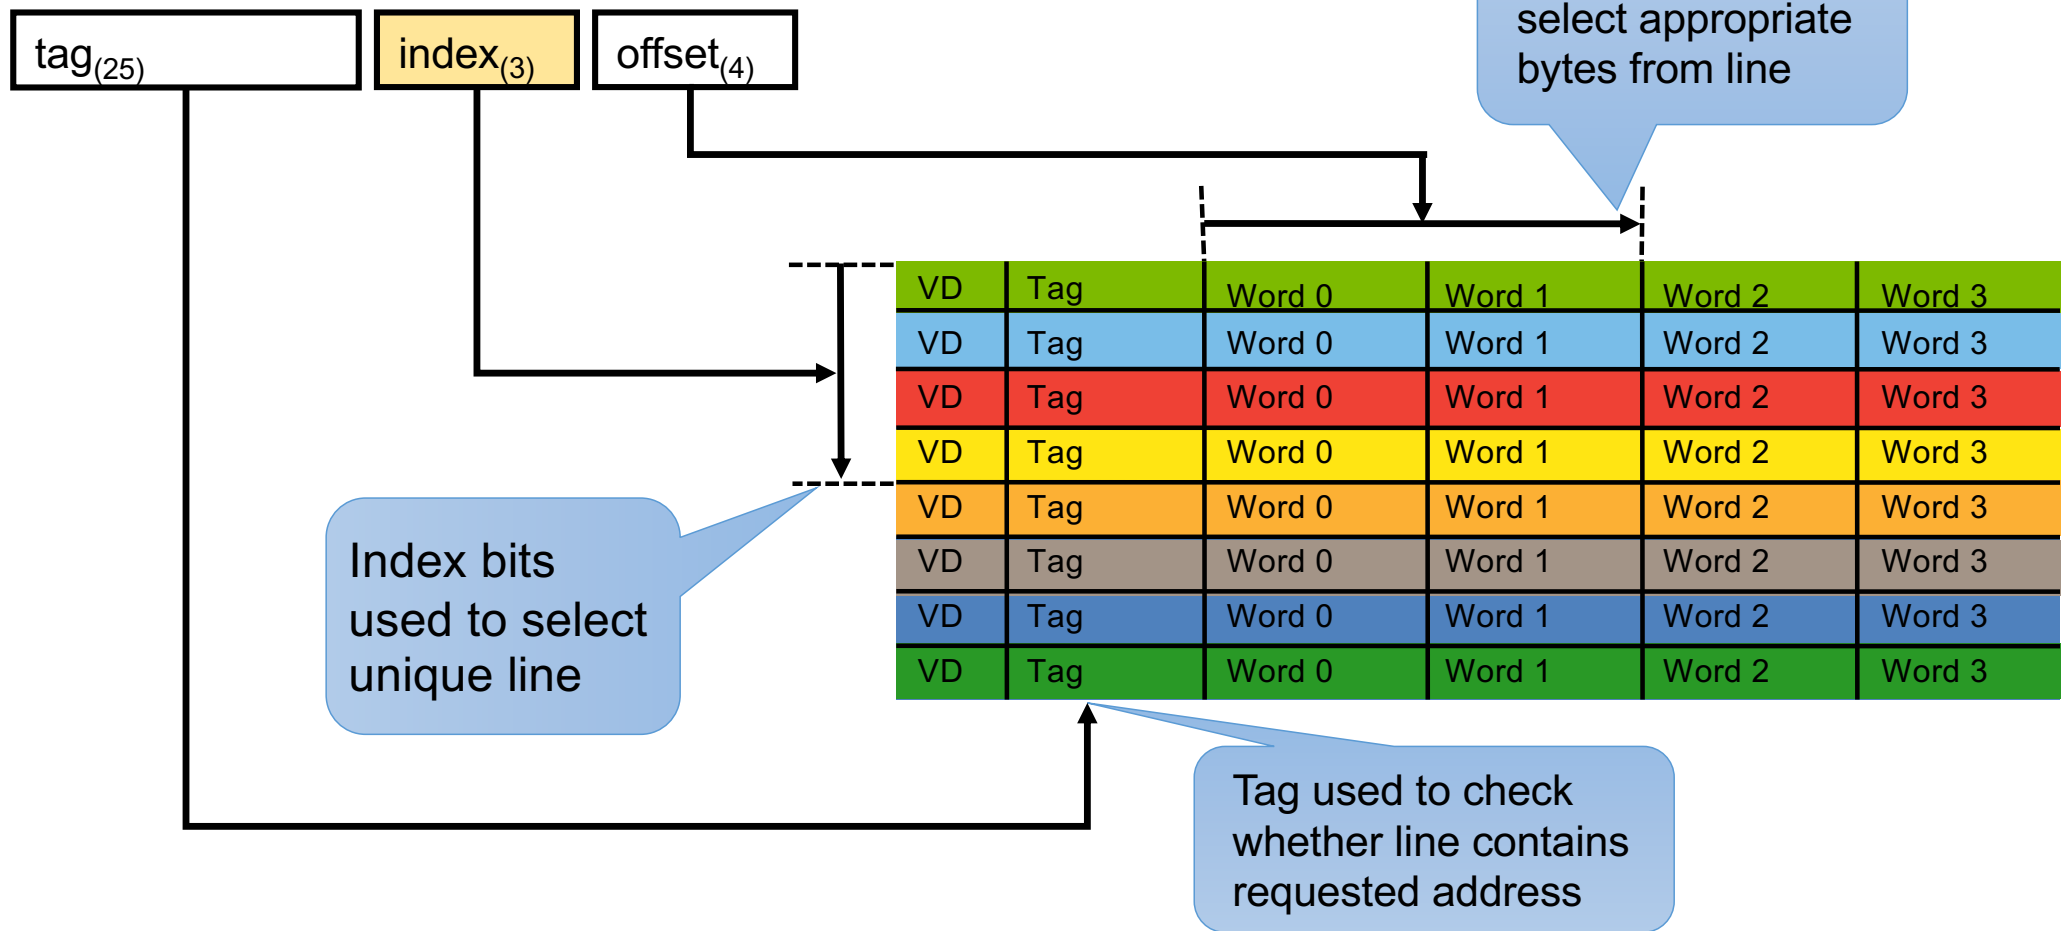 tag(25) index(3) offset(4)
select appropriate
bytes from line
VD Tag Word 0 Word 1 Word 2 Word 3
VD Tag Word 0 Word 1 Word 2 Word 3
VD Tag Word 0 Word 1 Word 2 Word 3
VD Tag Word 0 Word 1 Word 2 Word 3
VD Tag Word 0 Word 1 Word 2 Word 3
VD Tag Word 0 Word 1 Word 2 Word 3
VD Tag Word 0 Word 1 Word 2 Word 3
VD Tag Word 0 Word 1 Word 2 Word 3
Index bits
used to select
unique line
Tag used to check
whether line contains
requested address